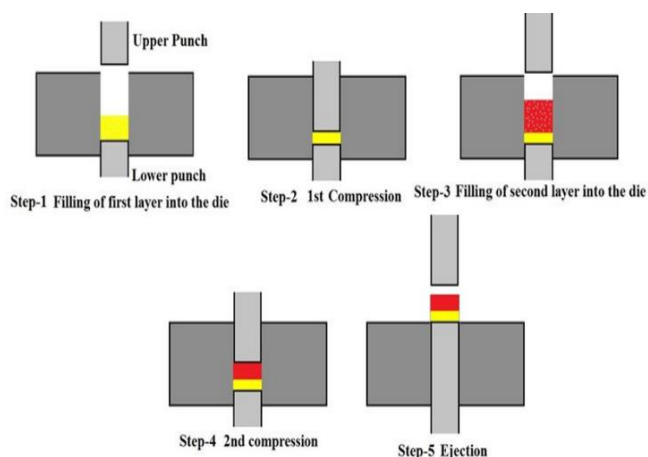 Upper Punch
Lower punch
Step-1 Filling of first layer into the die
Step-2 1st Compression
Step-3 Filling of second layer into the die
Step-4 2nd compression
Step-5 Ejection